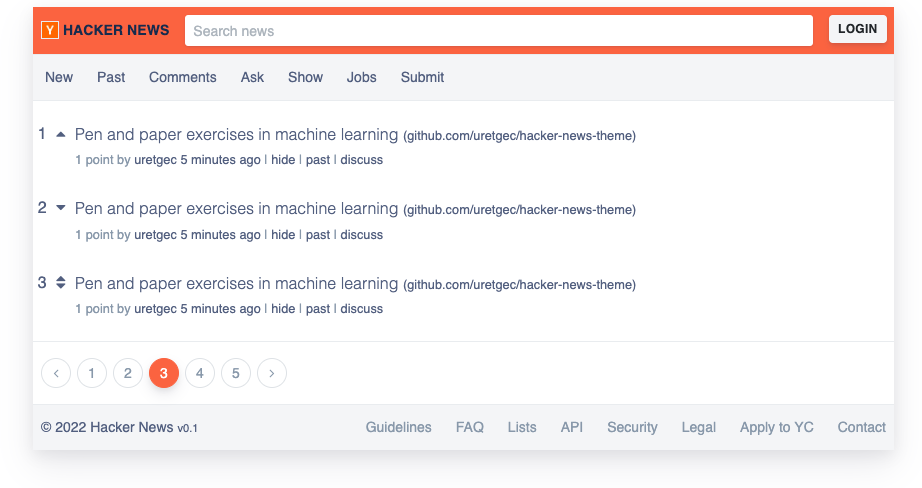 Y HACKER NEWS Search news LOGIN
New Past Comments Ask Show Jobs Submit
1 Pen and paper exercises in machine learning (github.com/uretgec/hacker-news-theme)
1 point by uretgec 5 minutes ago | hide | past | discuss
2 Pen and paper exercises in machine learning (github.com/uretgec/hacker-news-theme)
1 point by uretgec 5 minutes ago | hide | past | discuss
3 Pen and paper exercises in machine learning (github.com/uretgec/hacker-news-theme)
1 point by uretgec 5 minutes ago | hide | past | discuss
‹ 1 2 3 4 5 ›
© 2022 Hacker News v0.1 Guidelines FAQ Lists API Security Legal Apply to YC Contact